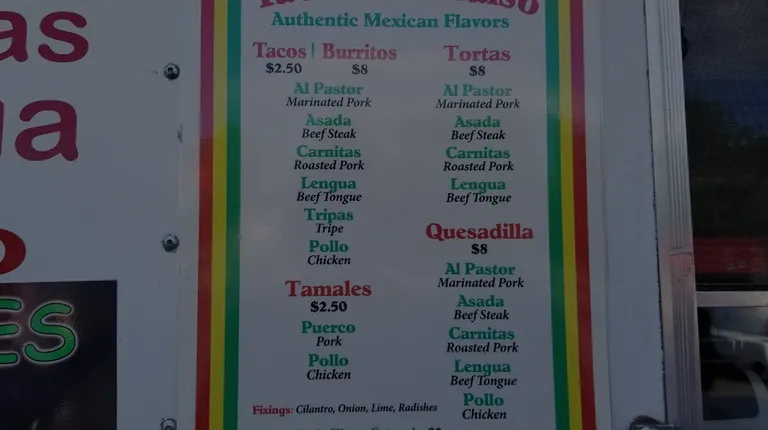 as
Authentic Mexican Flavors
Tacos | Burritos
$2.50 $8
Al Pastor
Marinated Pork
Asada
Beef Steak
Carnitas
Roasted Pork
Lengua
Beef Tongue
Tripas
Tripe
Pollo
Chicken
Tamales
$2.50
Puerco
Pork
Pollo
Chicken
Tortas
$8
Al Pastor
Marinated Pork
Asada
Beef Steak
Carnitas
Roasted Pork
Lengua
Beef Tongue
Quesadilla
$8
Al Pastor
Marinated Pork
Asada
Beef Steak
Carnitas
Roasted Pork
Lengua
Beef Tongue
Pollo
Chicken
Fixings: Cilantro, Onion, Lime, Radishes
ES